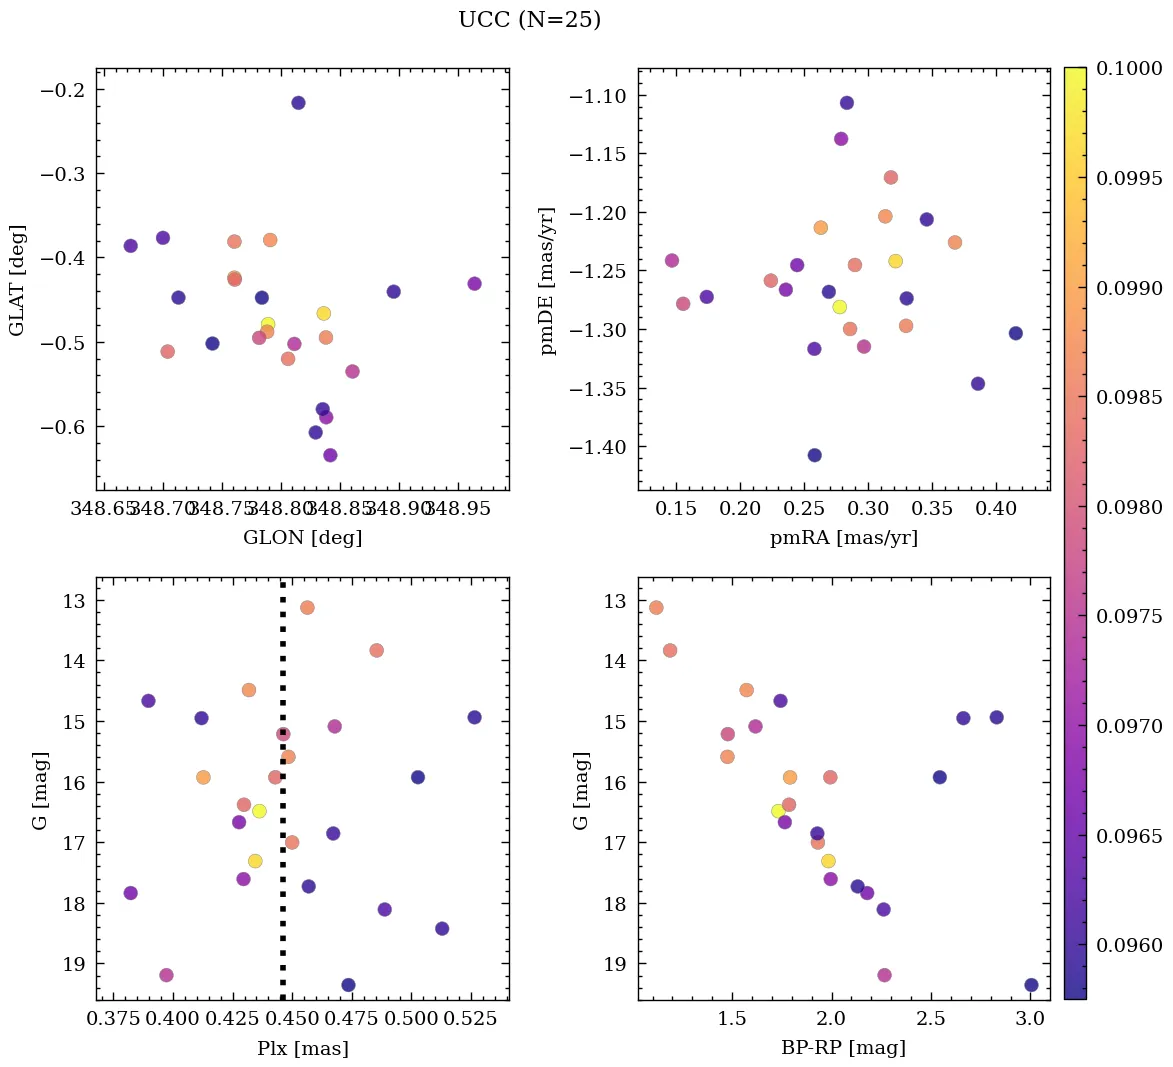 UCC (N=25)
−0.2
−0.3
−0.4
−0.5
−0.6
GLAT [deg]
348.65 348.70 348.75 348.80 348.85 348.90 348.95
GLON [deg]
−1.10
−1.15
−1.20
−1.25
−1.30
−1.35
−1.40
pmDE [mas/yr]
0.15 0.20 0.25 0.30 0.35 0.40
pmRA [mas/yr]
13
14
15
16
17
18
19
G [mag]
0.375 0.400 0.425 0.450 0.475 0.500 0.525
Plx [mas]
13
14
15
16
17
18
19
G [mag]
1.5 2.0 2.5 3.0
BP-RP [mag]
0.1000
0.0995
0.0990
0.0985
0.0980
0.0975
0.0970
0.0965
0.0960